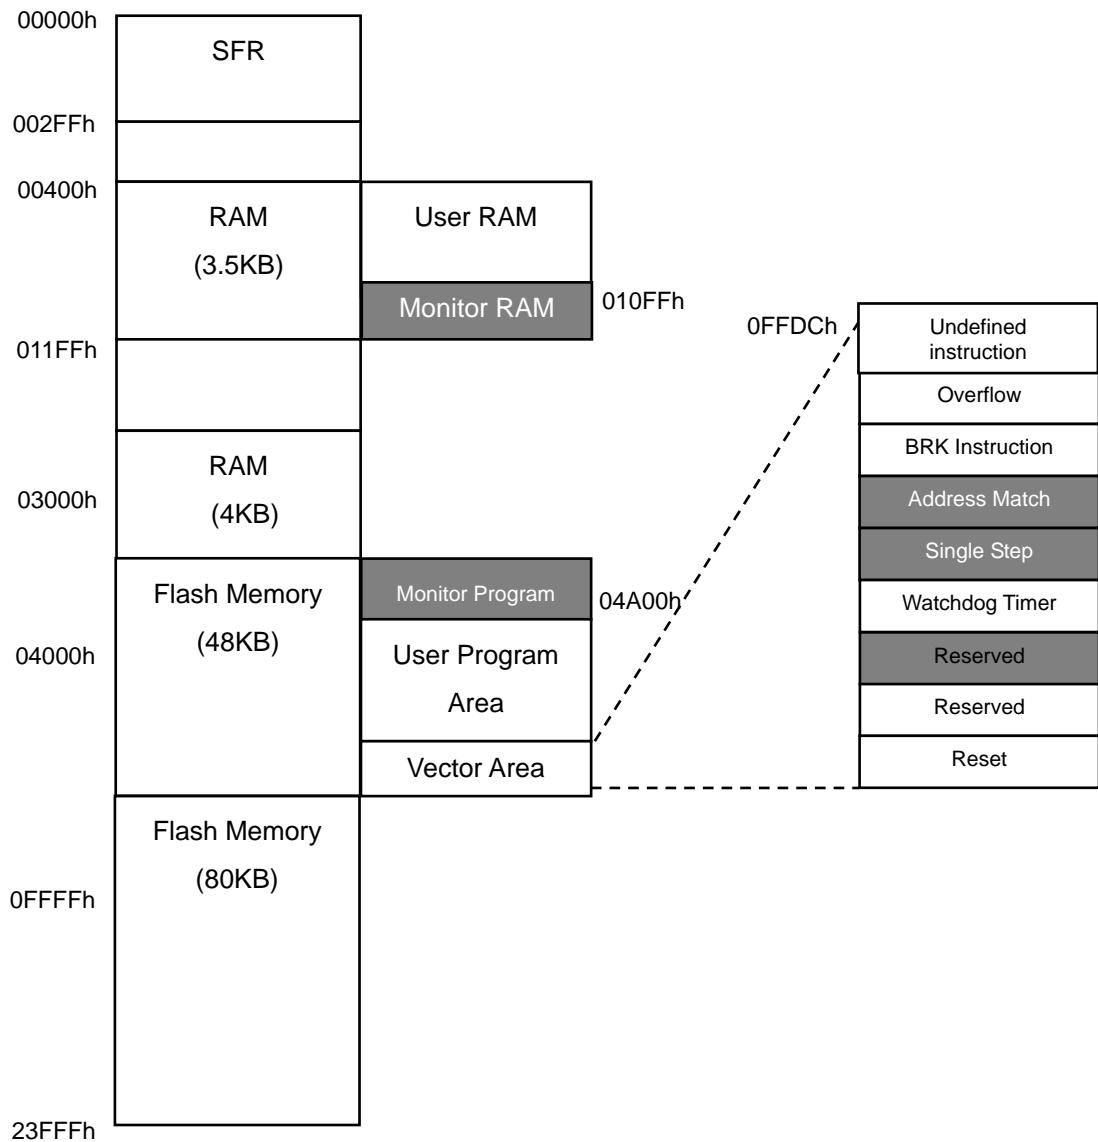 00000h
SFR
002FFh
00400h
RAM
(3.5KB)
User RAM
Monitor RAM
010FFh
011FFh
RAM
(4KB)
03000h
Flash Memory
(48KB)
04000h
Monitor Program
04A00h
User Program
Area
Vector Area
0FFDCh
Undefined
instruction
Overflow
BRK Instruction
Address Match
Single Step
Watchdog Timer
Reserved
Reserved
Reset
Flash Memory
(80KB)
0FFFFh
23FFFh